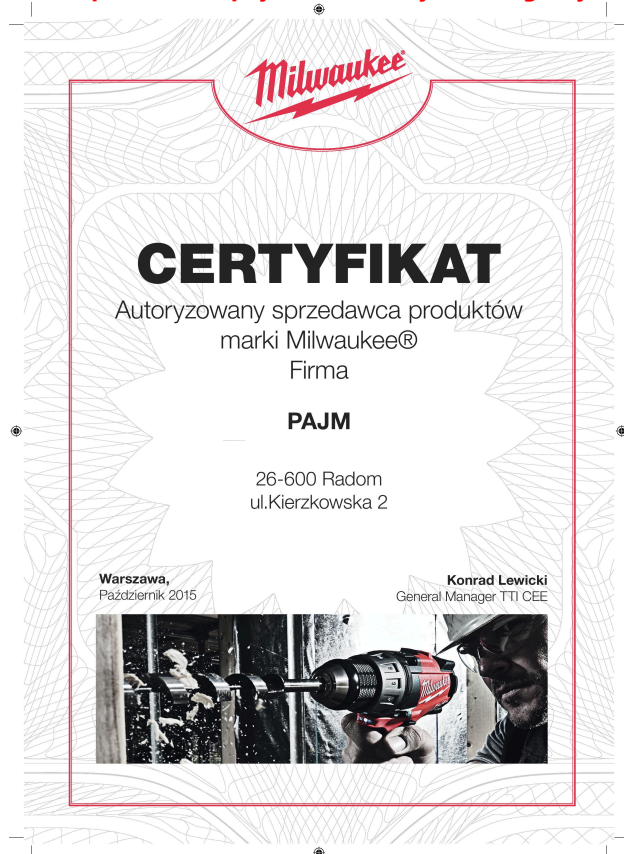 Milwaukee®
CERTYFIKAT
Autoryzowany sprzedawca produktów
marki Milwaukee®
Firma
PAJM
26-600 Radom
ul.Kierzkowska 2
Warszawa,
Październik 2015
Konrad Lewicki
General Manager TTI CEE
Milwaukee